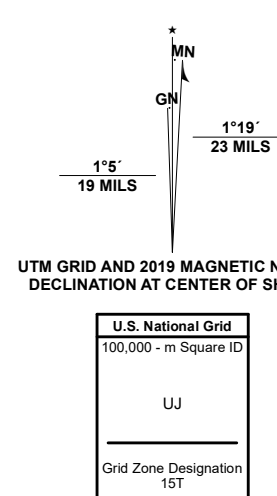 ★
MN
GN
1°19´
23 MILS
1°5´
19 MILS
UTM GRID AND 2019 MAGNETIC
DECLINATION AT CENTER OF
U.S. National Grid
100,000 - m Square ID
UJ
Grid Zone Designation
15T